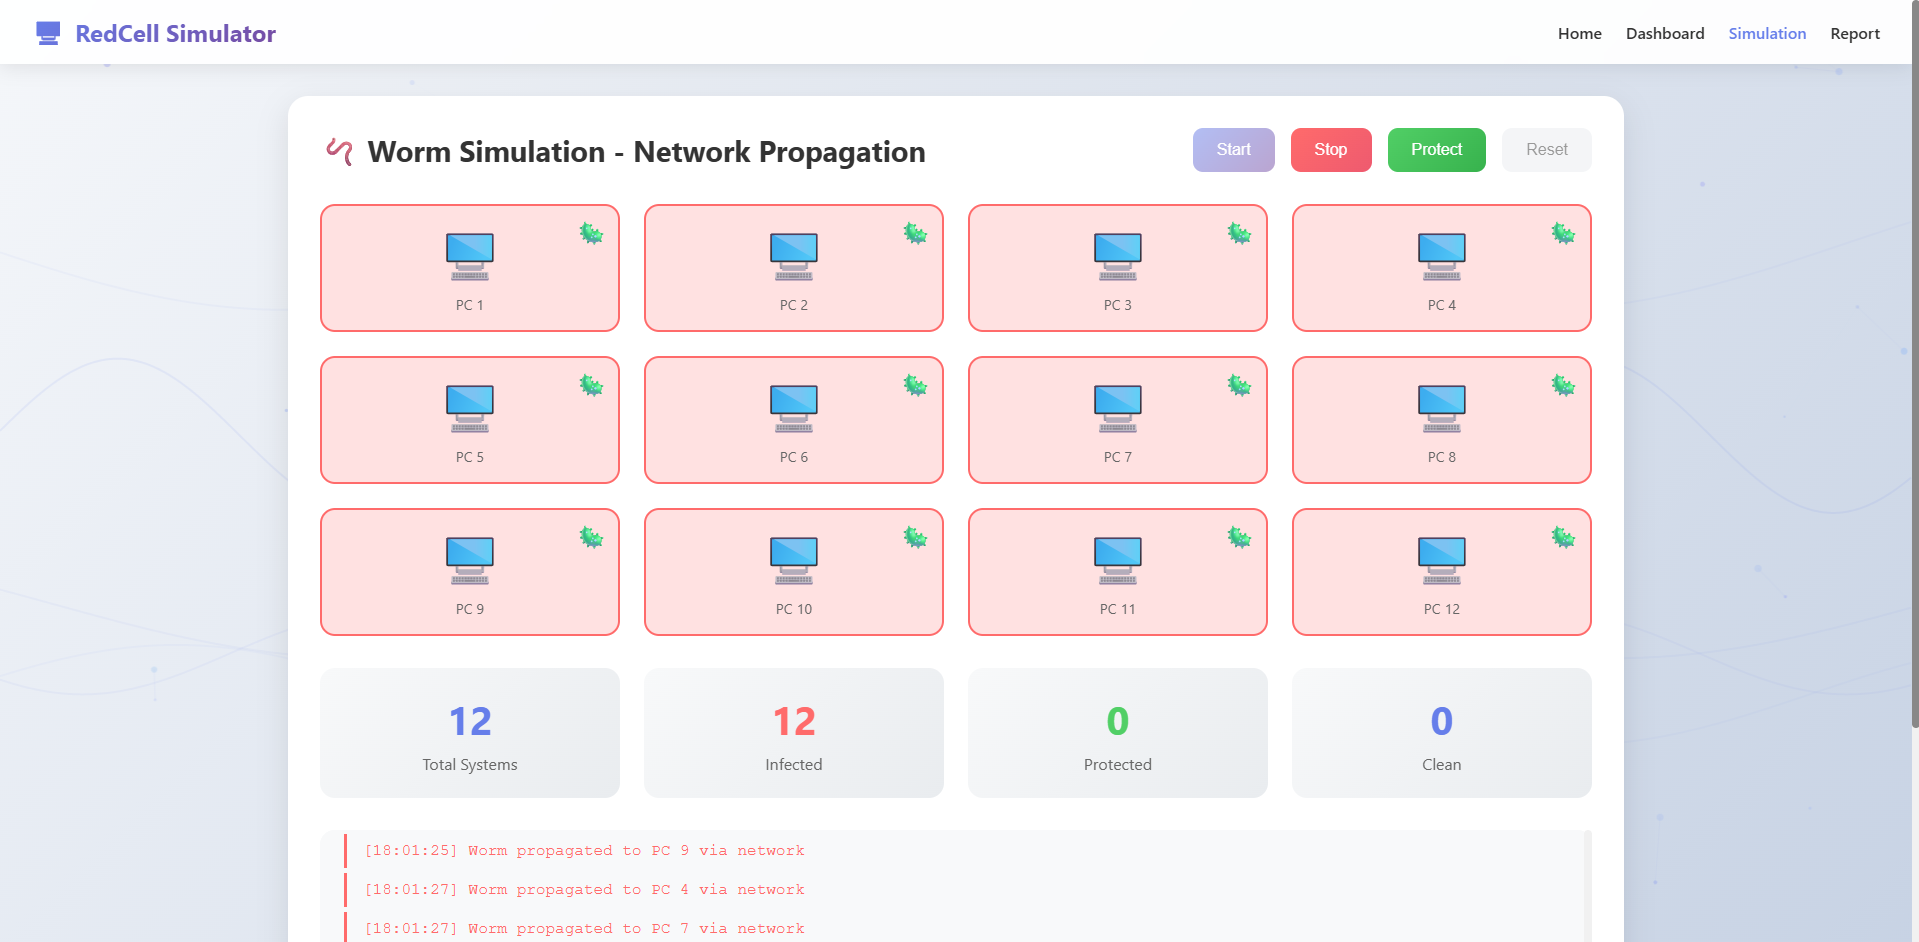 RedCell Simulator
Home Dashboard Simulation Report
Worm Simulation - Network Propagation
Start Stop Protect Reset
PC 1 PC 2 PC 3 PC 4
PC 5 PC 6 PC 7 PC 8
PC 9 PC 10 PC 11 PC 12
12 12 0 0
Total Systems Infected Protected Clean
[18:01:25] Worm propagated to PC 9 via network
[18:01:27] Worm propagated to PC 4 via network
[18:01:27] Worm propagated to PC 7 via network